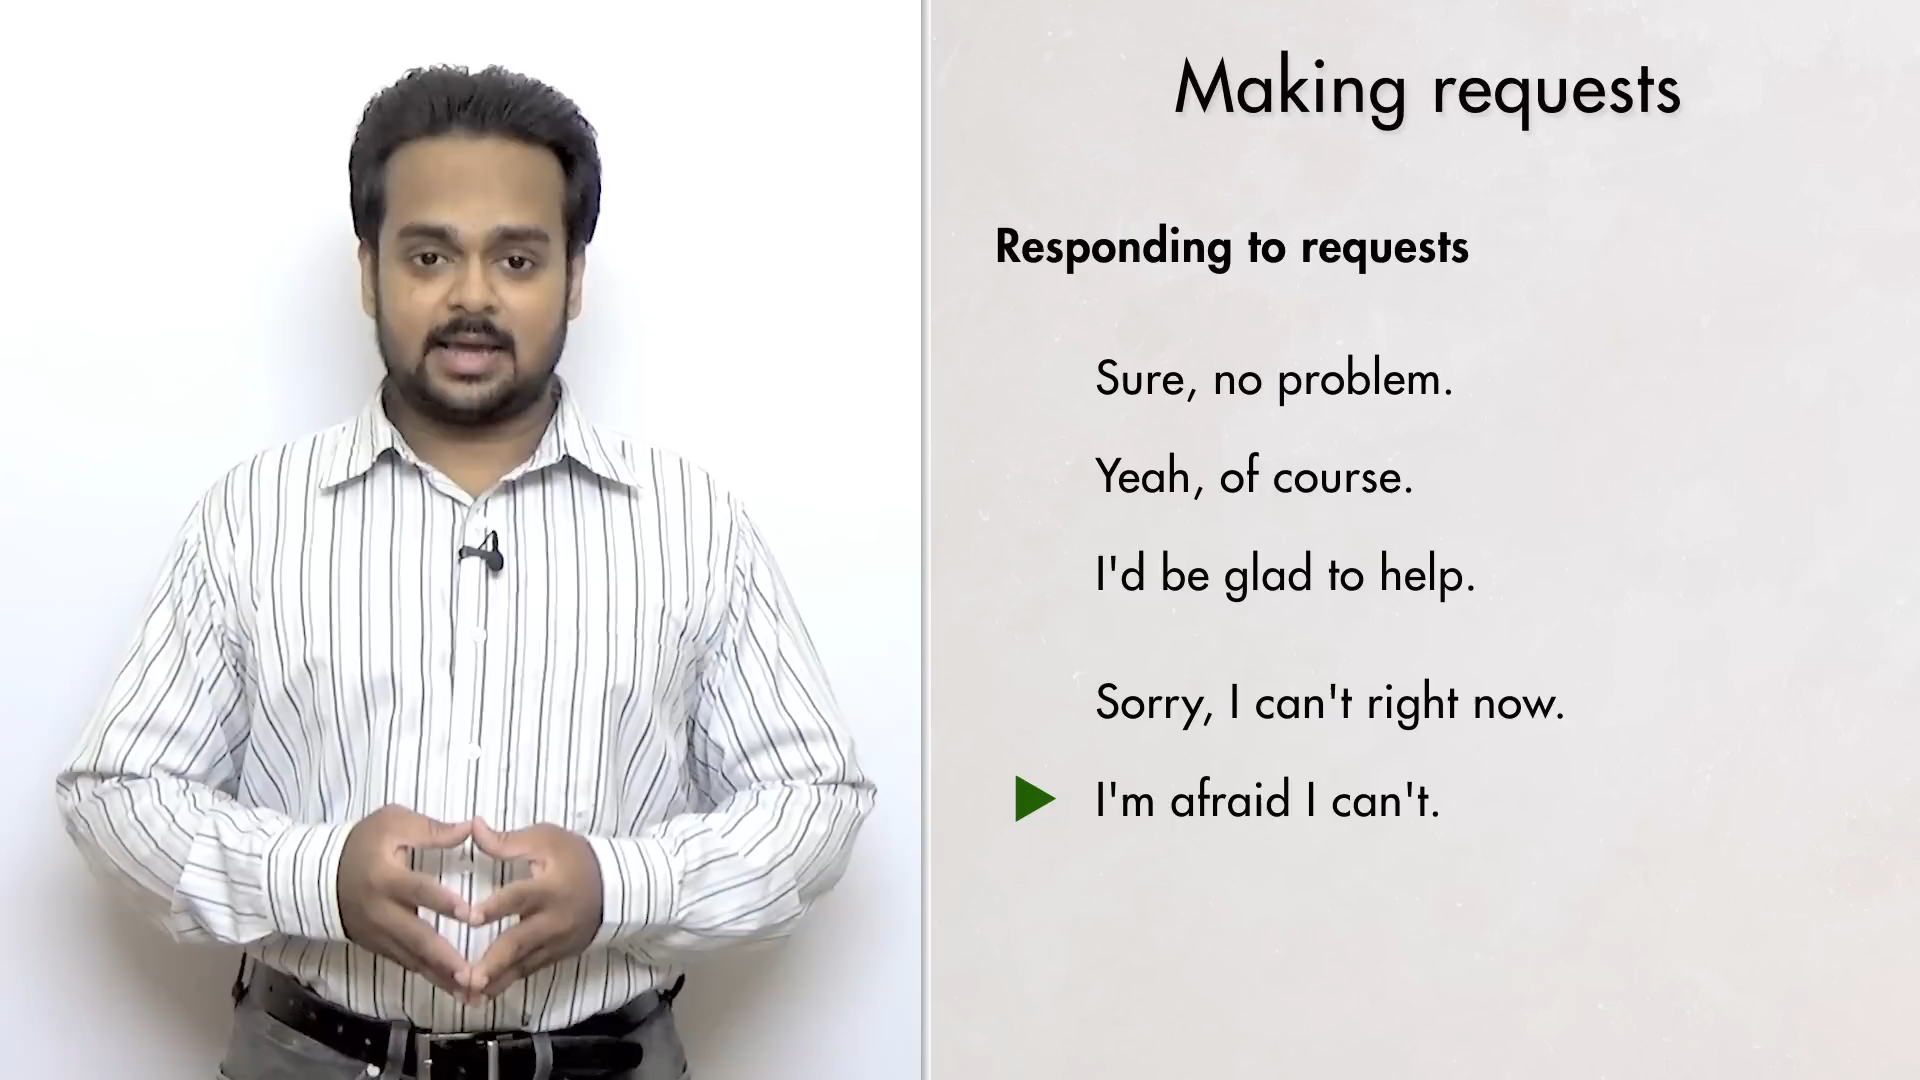 Making requests
Responding to requests
Sure, no problem.
Yeah, of course.
I'd be glad to help.
Sorry, I can't right now.
I'm afraid I can't.